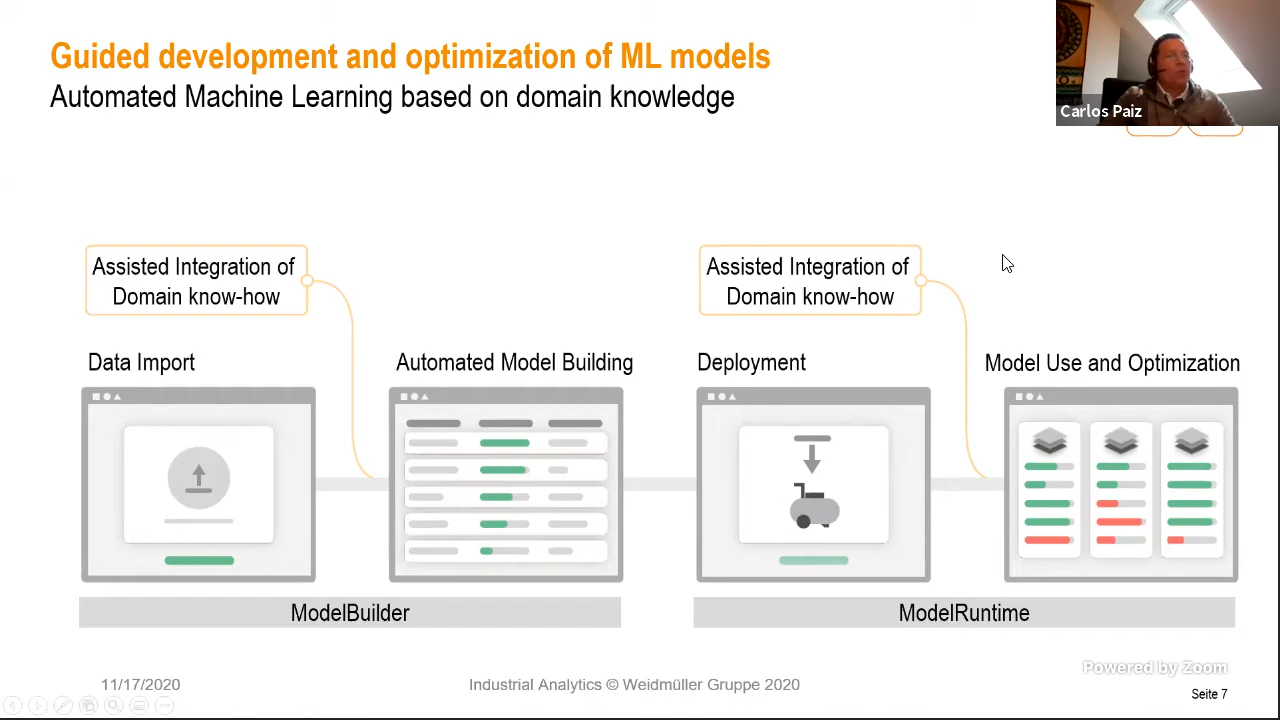 Guided development and optimization of ML models
Automated Machine Learning based on domain knowledge
Carlos Paiz
Assisted Integration of
Domain know-how
Assisted Integration of
Domain know-how
Data Import
Automated Model Building
Deployment
Model Use and Optimization
ModelBuilder
ModelRuntime
Powered by Zoom
11/17/2020
Industrial Analytics © Weidmüller Gruppe 2020
Seite 7